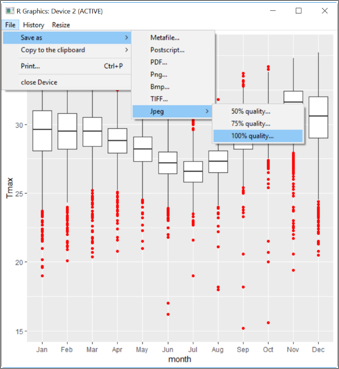 R Graphics: Device 2 (ACTIVE)
File History Resize
Save as
Copy to the clipboard
Print... Ctrl+P
close Device
Metafile...
Postscript...
PDF...
Png...
Bmp...
TIFF...
Jpeg
50% quality...
75% quality...
100% quality...
30
25
20
15
Tmax
Jan Feb Mar Apr May Jun Jul Aug Sep Oct Nov Dec
month